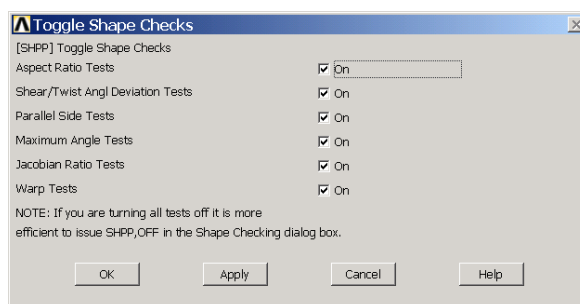 Toggle Shape Checks
[SHPP] Toggle Shape Checks
Aspect Ratio Tests On
Shear/Twist Angl Deviation Tests On
Parallel Side Tests On
Maximum Angle Tests On
Jacobian Ratio Tests On
Warp Tests On
NOTE: If you are turning all tests off it is more
efficient to issue SHPP,OFF in the Shape Checking dialog box.
OK Apply Cancel Help